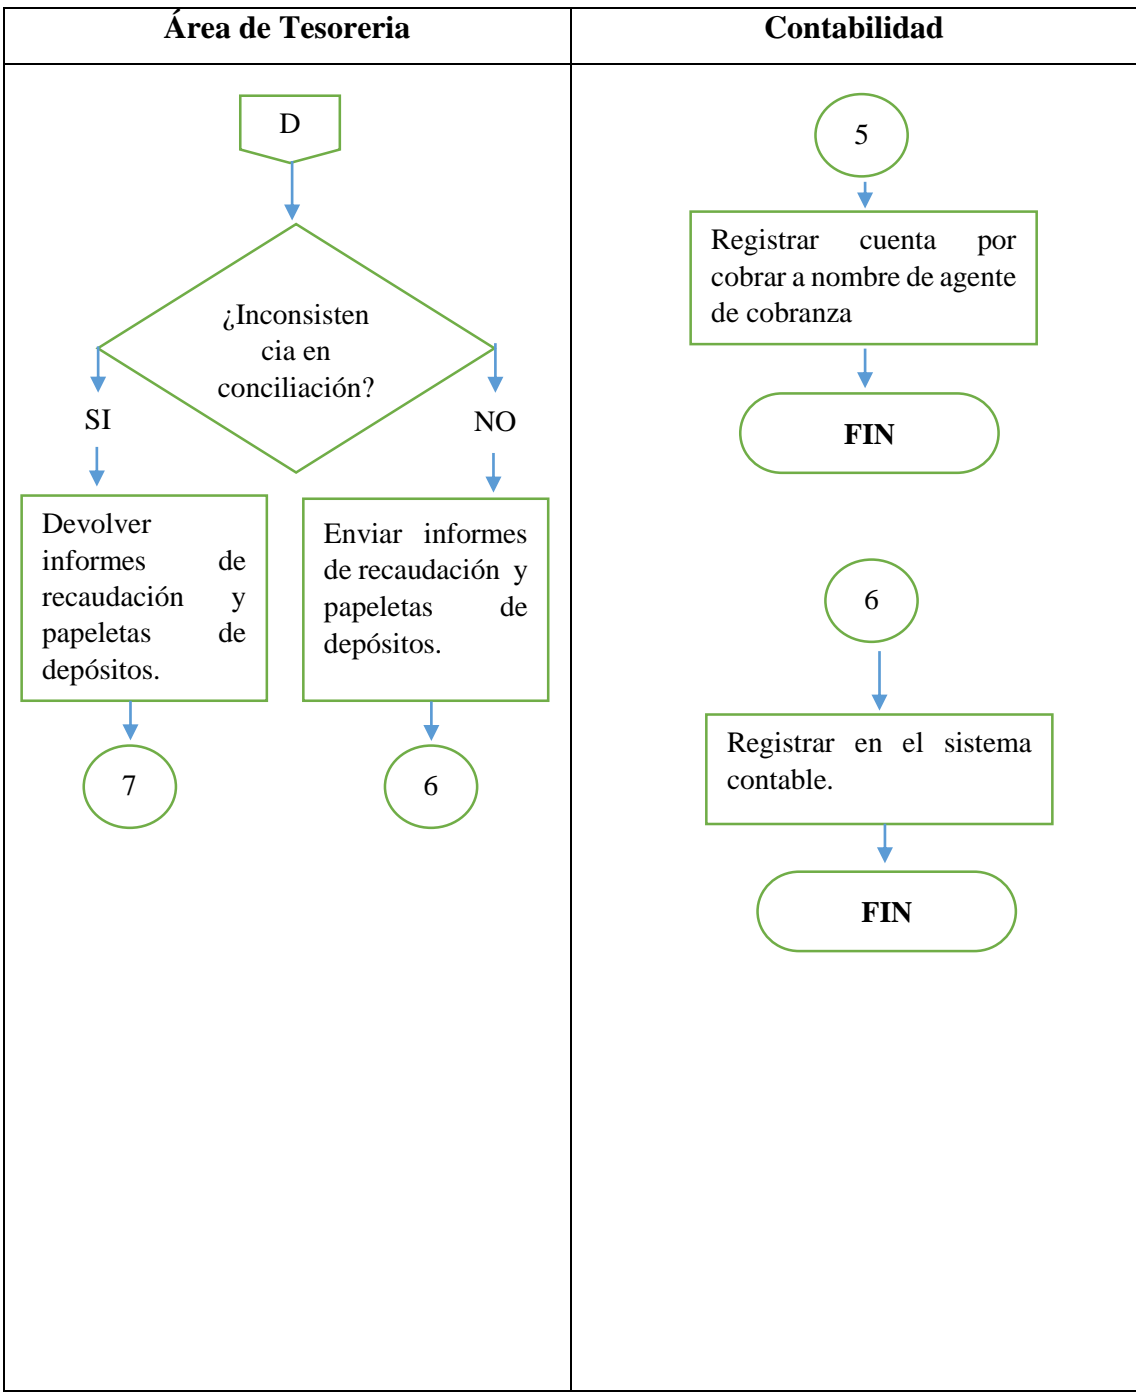 Área de Tesoreria
Contabilidad
D
¿Inconsisten
cia en
conciliación?
SI
NO
Devolver
informes de
recaudación y
papeletas de
depósitos.
Enviar informes
de recaudación y
papeletas de
depósitos.
7
6
5
Registrar cuenta por
cobrar a nombre de agente
de cobranza
FIN
6
Registrar en el sistema
contable.
FIN